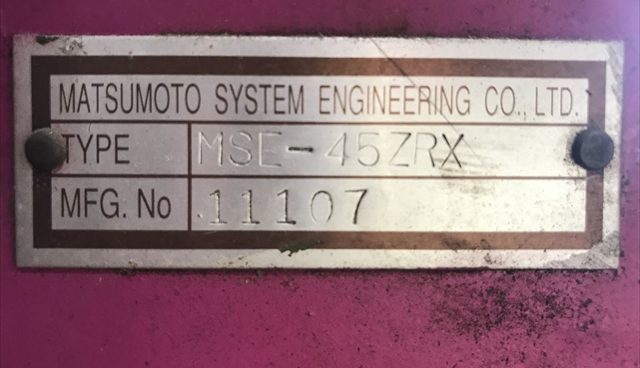 MATSUMOTO SYSTEM ENGINEERING CO., LTD.
TYPE MSE-45ZRX
MFG. No 11107